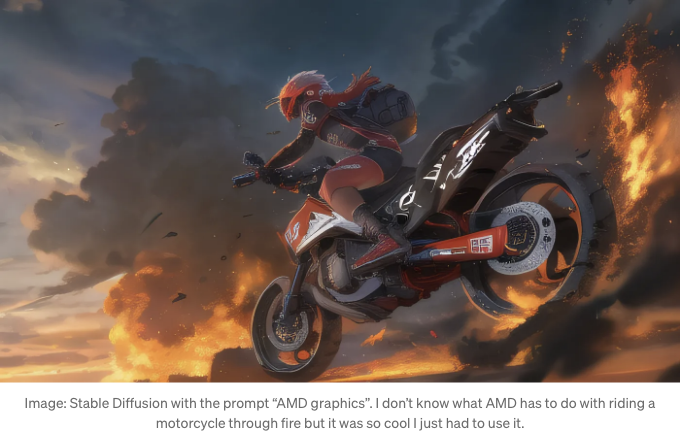 Image: Stable Diffusion with the prompt “AMD graphics”. I don’t know what AMD has to do with riding a
motorcycle through fire but it was so cool I just had to use it.